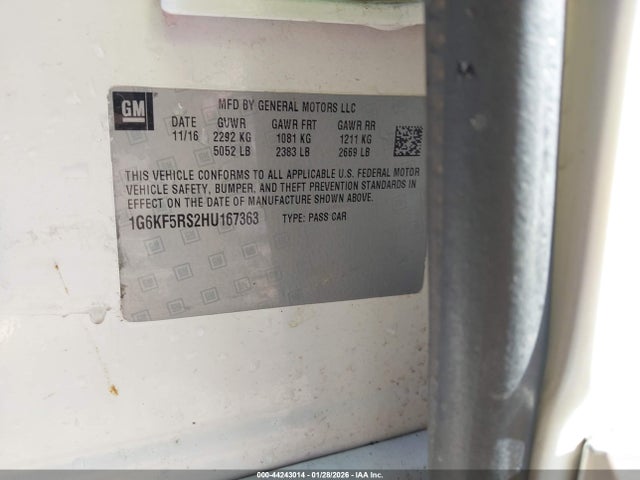 GM
MFD BY GENERAL MOTORS LLC
DATE GVWR GAWR FRT GAWR RR
11/16 2292 KG 1081 KG 1211 KG
5052 LB 2383 LB 2669 LB
THIS VEHICLE CONFORMS TO ALL APPLICABLE U.S. FEDERAL MOTOR
VEHICLE SAFETY, BUMPER, AND THEFT PREVENTION STANDARDS IN
EFFECT ON THE DATE OF MANUFACTURE SHOWN ABOVE.
1G6KF5RS2HU167363 TYPE: PASS CAR
000-44243014 - 01/28/2026 - IAA Inc.